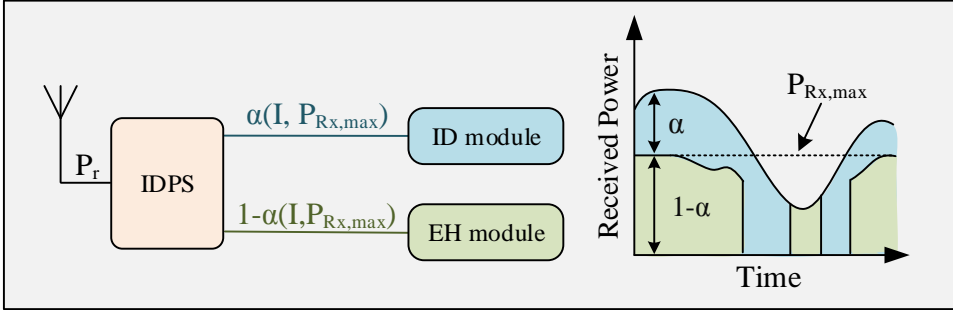 P_r
IDPS
α(I, P_Rx,max)
ID module
1-α(I,P_Rx,max)
EH module
Received Power
α
1-α
P_Rx,max
Time